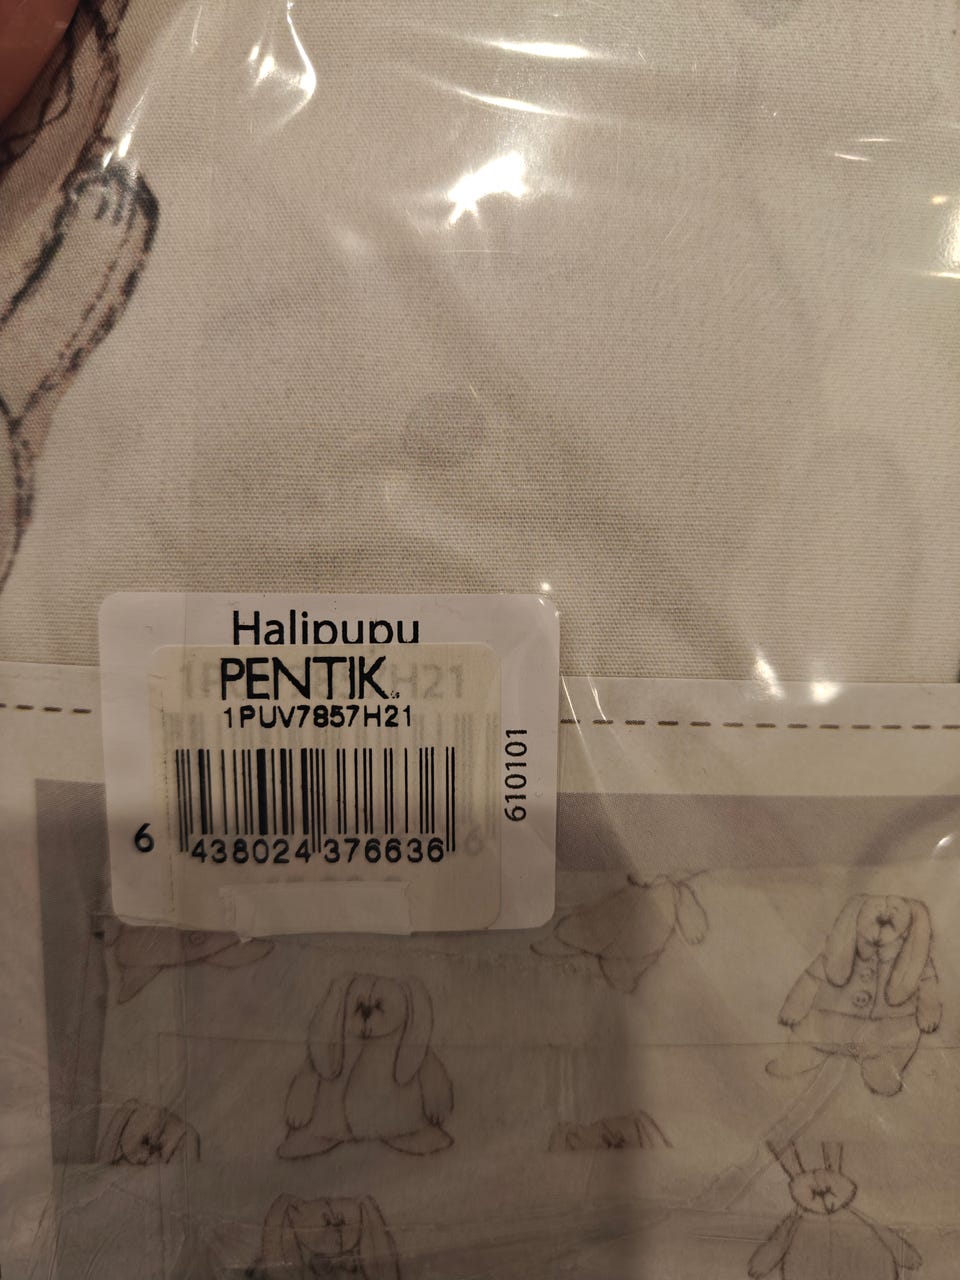 Halipupu
PENTIK
1PUV7857H21
610101
6 438024 376636